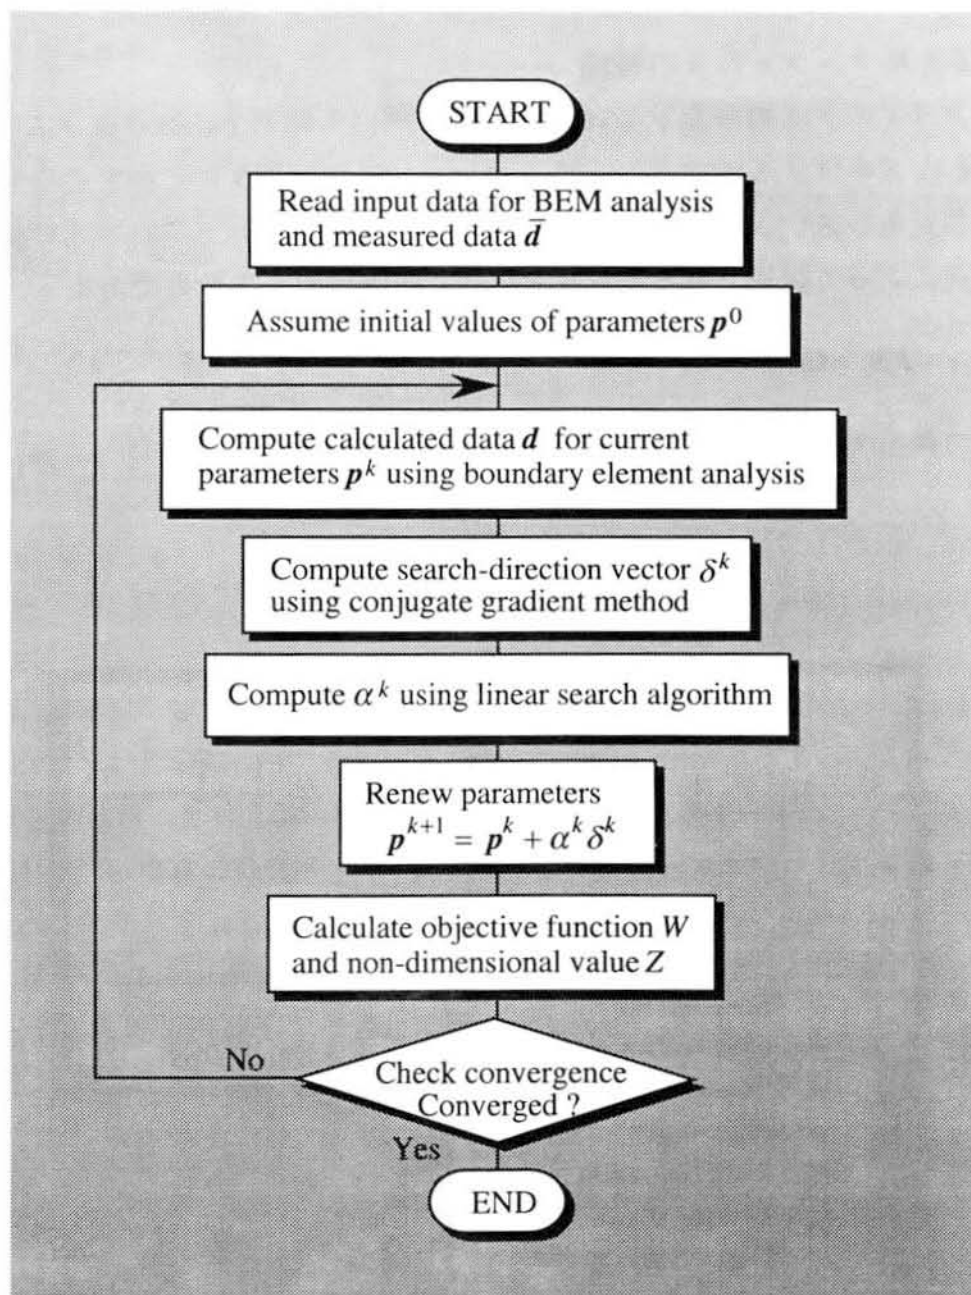 START
Read input data for BEM analysis
and measured data d̄
Assume initial values of parameters p⁰
Compute calculated data d for current
parameters pᵏ using boundary element analysis
Compute search-direction vector δᵏ
using conjugate gradient method
Compute αᵏ using linear search algorithm
Renew parameters
pᵏ⁺¹ = pᵏ + αᵏ δᵏ
Calculate objective function W
and non-dimensional value Z
No
Check convergence
Converged ?
Yes
END